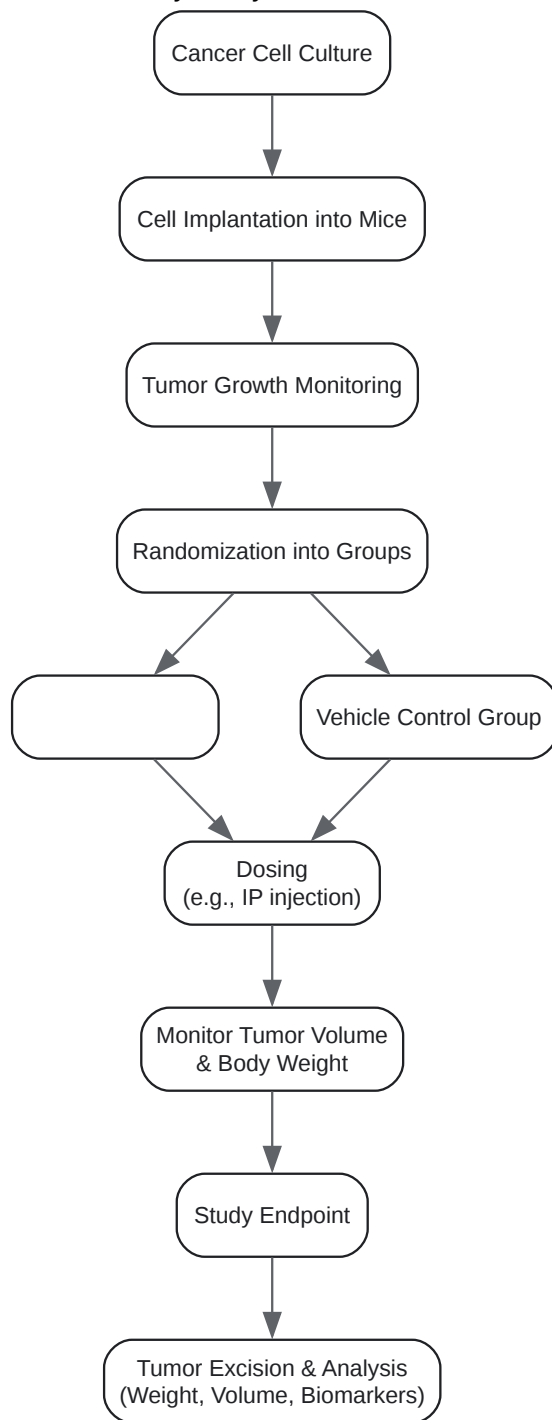 Cancer Cell Culture
Cell Implantation into Mice
Tumor Growth Monitoring
Randomization into Groups
Vehicle Control Group
Dosing
(e.g., IP injection)
Monitor Tumor Volume
& Body Weight
Study Endpoint
Tumor Excision & Analysis
(Weight, Volume, Biomarkers)